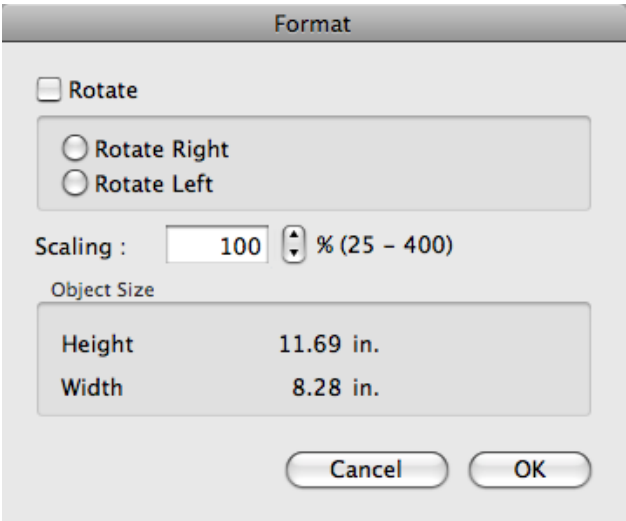 Format
Rotate
Rotate Right
Rotate Left
Scaling : 100 % (25 – 400)
Object Size
Height 11.69 in.
Width 8.28 in.
Cancel OK